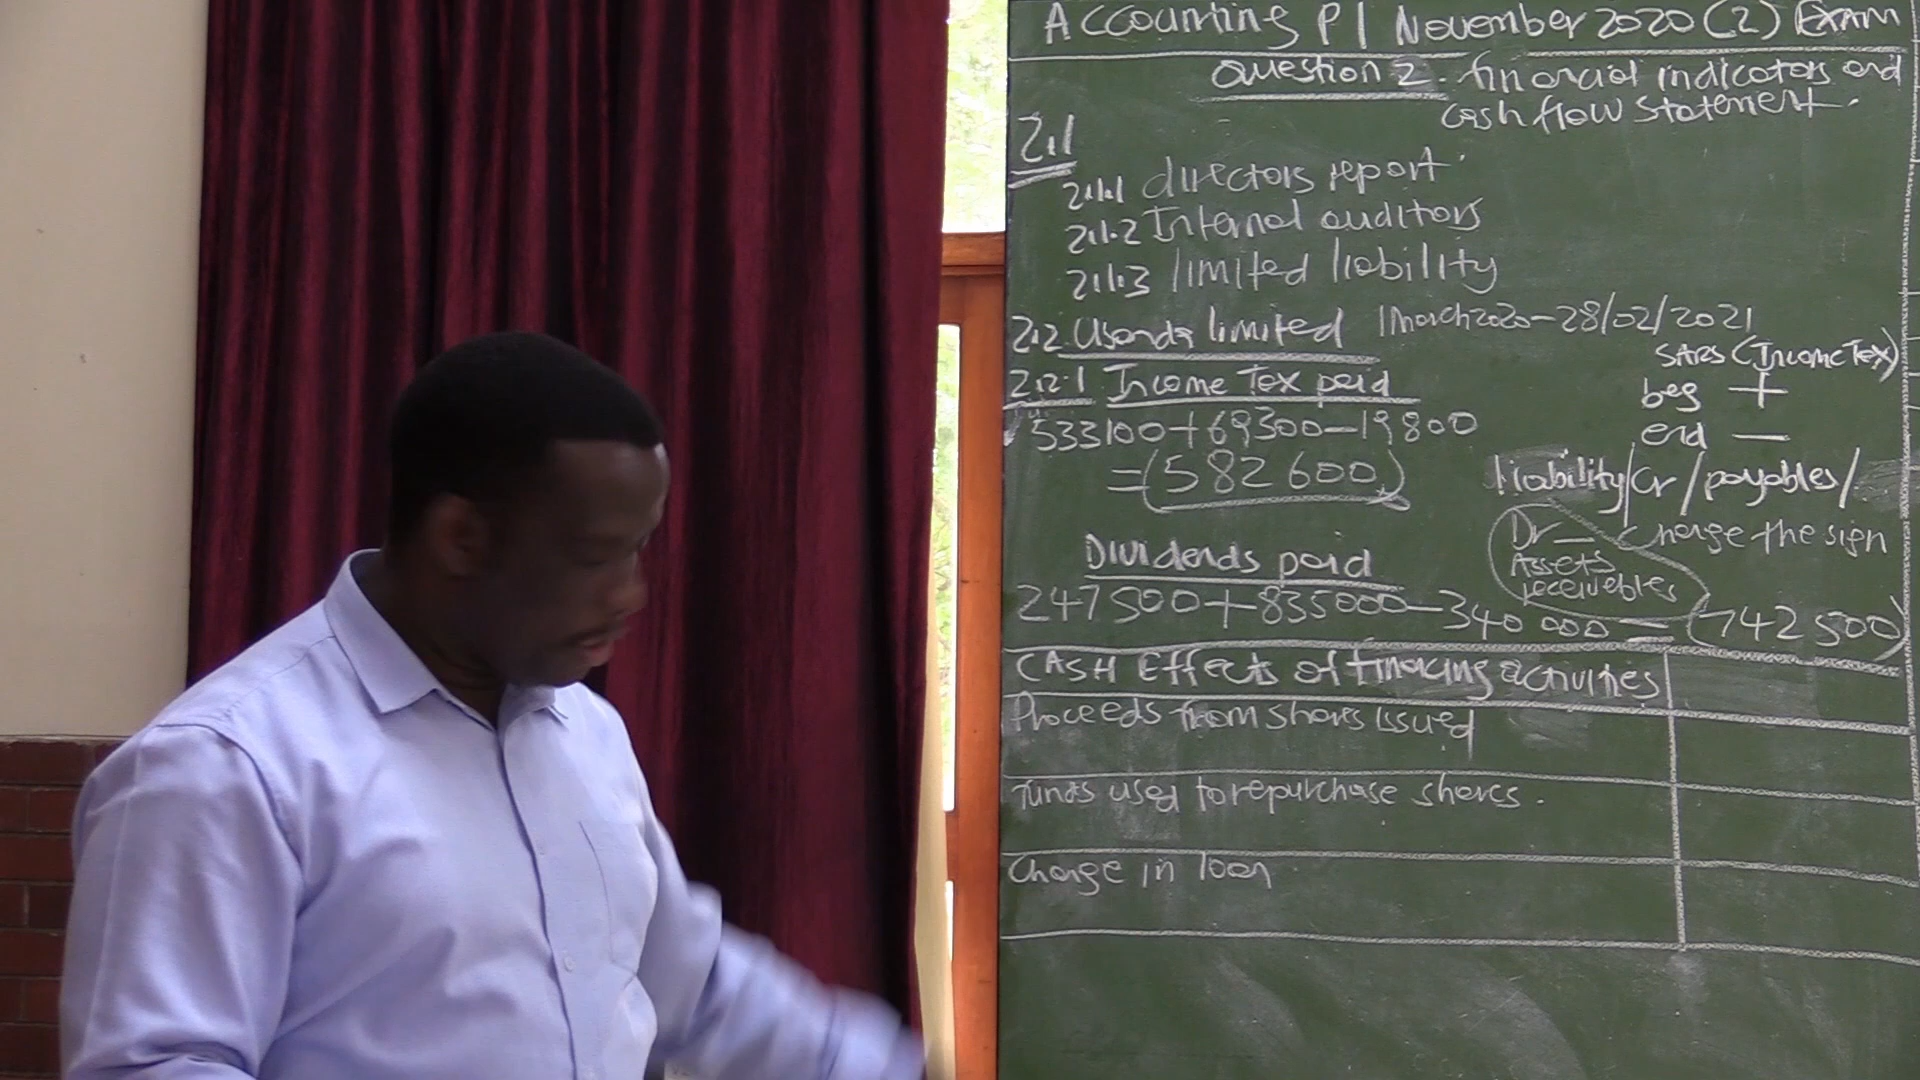 Accounting P1 November 2020 (2) Exam
Question 2. financial indicators and
cash flow statement.
2.1
2.1.1 directors report.
2.1.2 Internal auditors
2.1.3 limited liability
2.2 Usanda limited 1March2020-28/02/2021
SARS (Income Tax)
2.2.1 Income Tax paid
beg +
533100+69300-19800
end —
=(582 600)
liability/Cr/payables/
Dr — change the sign
Assets
receivables
Dividends paid
247500+835000-340 000 = (742 500)
CASH Effects of financing activities
Proceeds from shares issued
funds used to repurchase shares.
Change in loan